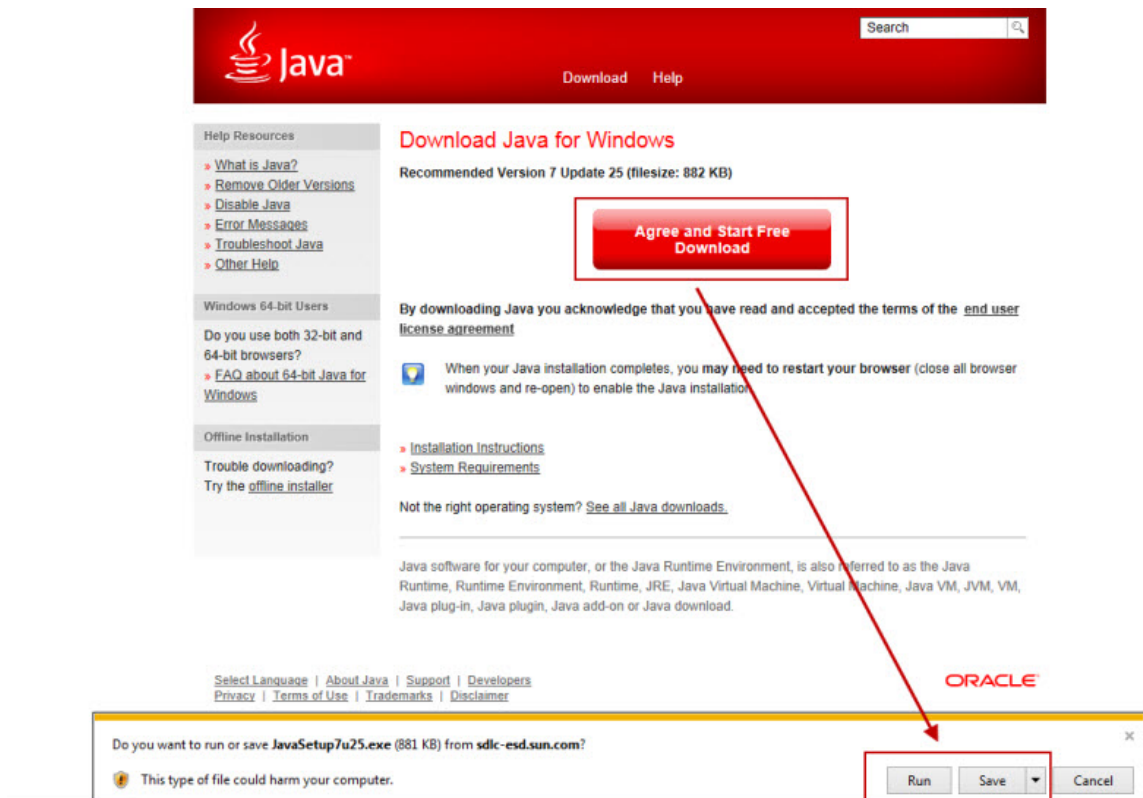 Search
Java™
Download Help
Help Resources
» What is Java?
» Remove Older Versions
» Disable Java
» Error Messages
» Troubleshoot Java
» Other Help
Windows 64-bit Users
Do you use both 32-bit and
64-bit browsers?
» FAQ about 64-bit Java for
Windows
Offline Installation
Trouble downloading?
Try the offline installer
Download Java for Windows
Recommended Version 7 Update 25 (filesize: 882 KB)
Agree and Start Free
Download
By downloading Java you acknowledge that you have read and accepted the terms of the end user
license agreement
When your Java installation completes, you may need to restart your browser (close all browser
windows and re-open) to enable the Java installation.
» Installation Instructions
» System Requirements
Not the right operating system? See all Java downloads.
Java software for your computer, or the Java Runtime Environment, is also referred to as the Java
Runtime, Runtime Environment, Runtime, JRE, Java Virtual Machine, Virtual Machine, Java VM, JVM, VM,
Java plug-in, Java plugin, Java add-on or Java download.
Select Language | About Java | Support | Developers
Privacy | Terms of Use | Trademarks | Disclaimer
ORACLE
Do you want to run or save JavaSetup7u25.exe (881 KB) from sdlc-esd.sun.com?
This type of file could harm your computer.
Run Save Cancel